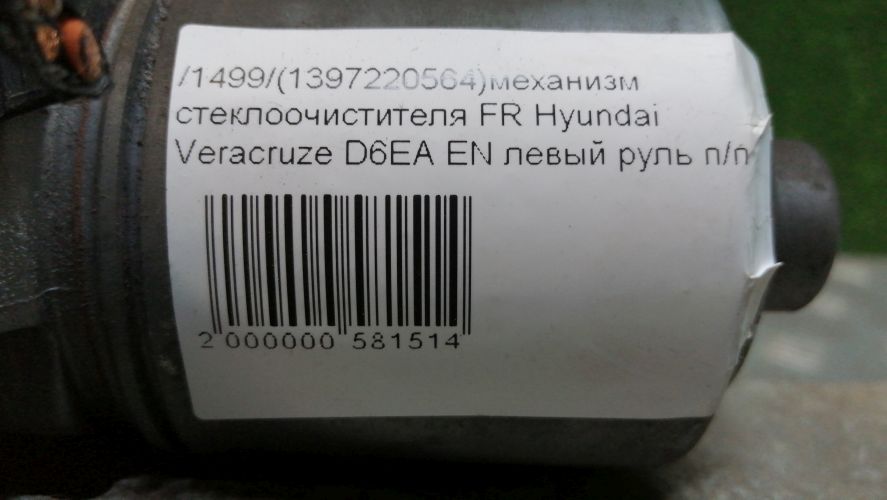 /1499/(1397220564)механизм
стеклоочистителя FR Hyundai
Veracruze D6EA EN левый руль п/п
2 000000 581514